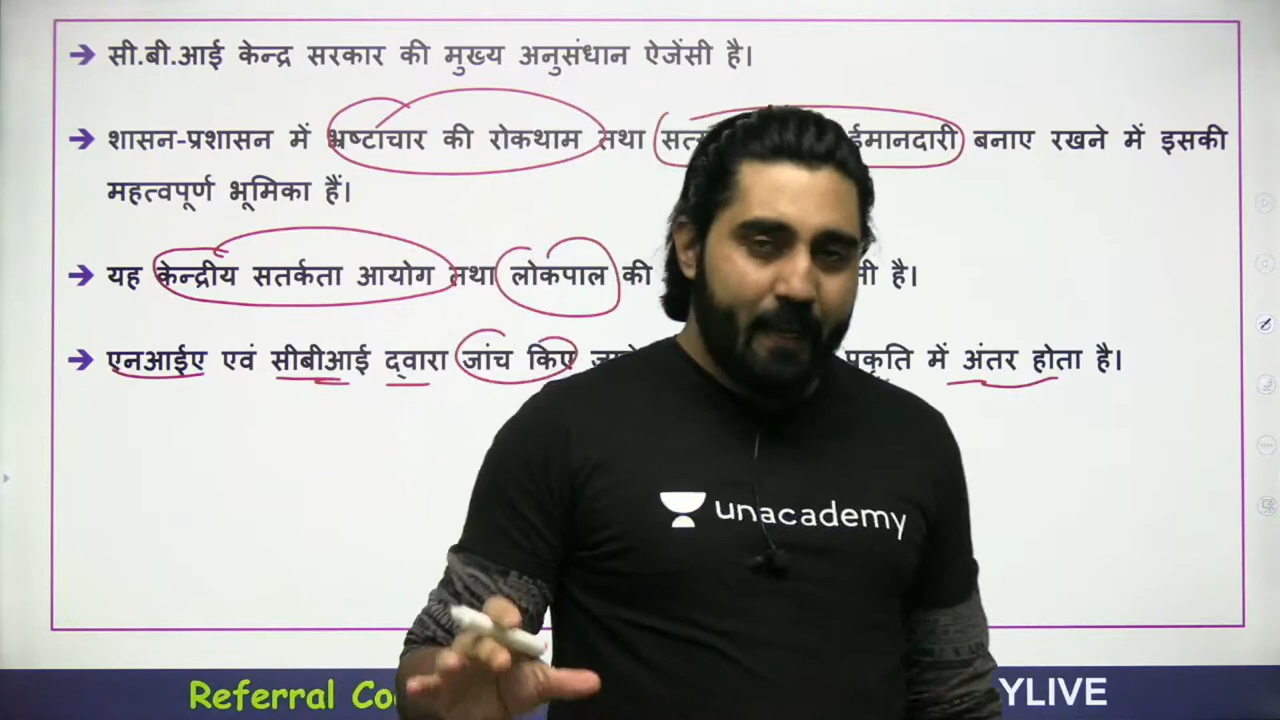 सी.बी.आई केन्द्र सरकार की मुख्य अनुसंधान ऐजेंसी है।
शासन-प्रशासन में भ्रष्टाचार की रोकथाम तथा ईमानदारी बनाए रखने में इसकी
महत्वपूर्ण भूमिका हैं।
यह केन्द्रीय सतर्कता आयोग तथा लोकपाल की है।
एनआईए एवं सीबीआई द्वारा जांच किए प्रकृति में अंतर होता है।
unacademy
Referral YLIVE